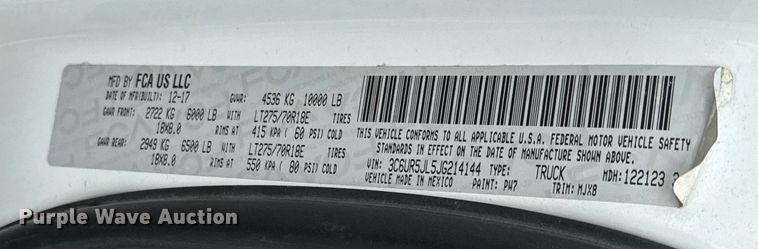 MFD BY FCA US LLC
DATE OF MFR(BUILT): 12-17 GVWR: 4536 KG 10000 LB
GAWR FRONT: 2722 KG 6000 LB LT275/70R18E TIRES
18X8.0 RIMS AT 415 KPA ( 60 PSI) COLD
GAWR REAR: 2949 KG 6500 LB LT275/70R18E TIRES
18X8.0 RIMS AT 550 KPA ( 80 PSI) COLD
THIS VEHICLE CONFORMS TO ALL APPLICABLE U.S.A. FEDERAL MOTOR VEHICLE SAFETY
STANDARDS IN EFFECT ON THE DATE OF MANUFACTURE SHOWN ABOVE
VIN: 3C6UR5JL5JG214144 TYPE: TRUCK MDH: 122123
VEHICLE MADE IN MEXICO PAINT: PW7 TRIM: MJX8
Purple Wave Auction